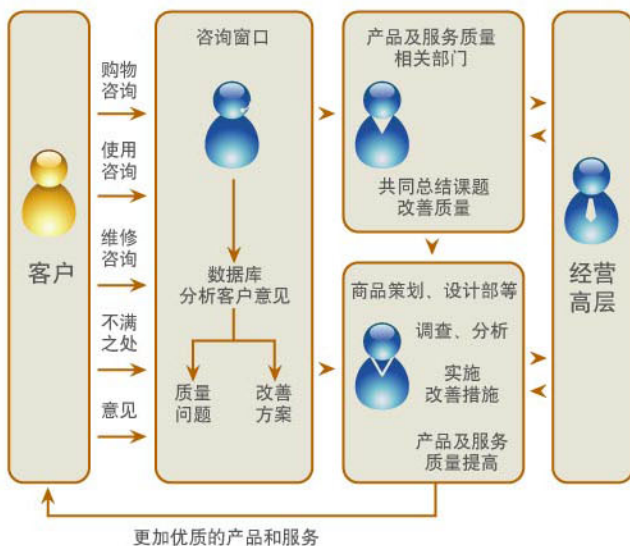 客户
购物
咨询
使用
咨询
维修
咨询
不满
之处
意见
咨询窗口
数据库
分析客户意见
质量
问题
改善
方案
产品及服务质量
相关部门
共同总结课题
改善质量
商品策划、设计部等
调查、分析
实施
改善措施
产品及服务
质量提高
经营
高层
更加优质的产品和服务